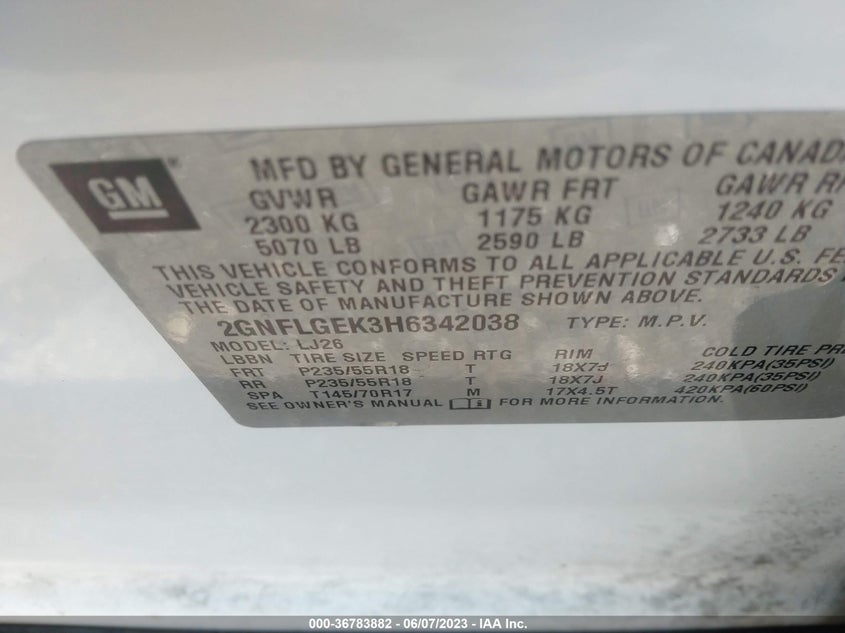 GM ®
MFD BY GENERAL MOTORS OF CANAD
GVWR GAWR FRT GAWR R
2300 KG 1175 KG 1240 KG
5070 LB 2590 LB 2733 LB
THIS VEHICLE CONFORMS TO ALL APPLICABLE U.S. FE
VEHICLE SAFETY AND THEFT PREVENTION STANDARDS
THE DATE OF MANUFACTURE SHOWN ABOVE.
2GNFLGEK3H6342038 TYPE: M.P.V.
MODEL: LJ26
LBBN TIRE SIZE SPEED RTG RIM COLD TIRE PR
FRT P235/55R18 T 18X7J 240KPA(35PSI)
RR P235/55R18 T 18X7J 240KPA(35PSI)
SPA T145/70R17 M 17X4.5T 420KPA(60PSI)
SEE OWNER'S MANUAL FOR MORE INFORMATION.
000-36783882 - 06/07/2023 - IAA Inc.